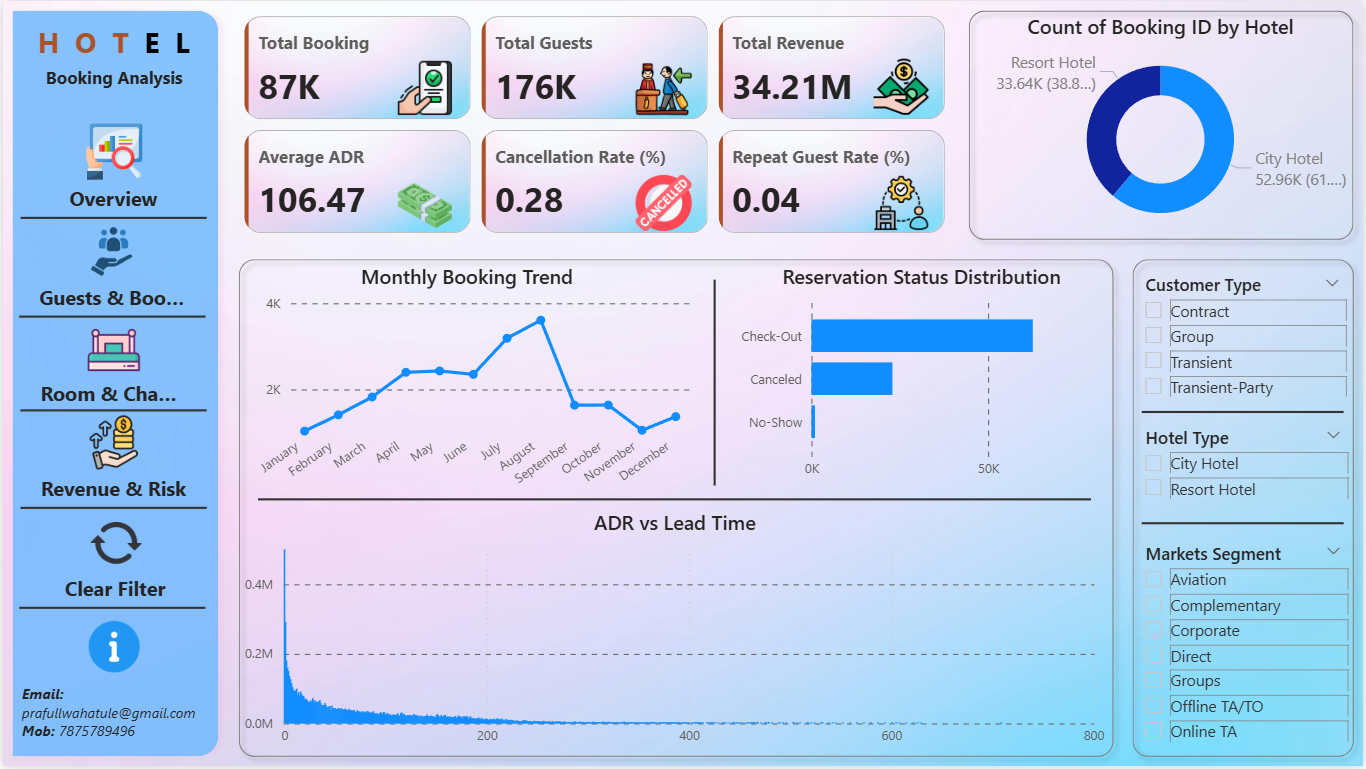 HOTEL
Booking Analysis
Overview
Guests & Boo...
Room & Cha...
Revenue & Risk
Clear Filter
Email:
prafullwahatule@gmail.com
Mob: 7875789496
Total Booking
87K
Total Guests
176K
Total Revenue
34.21M
Average ADR
106.47
Cancellation Rate (%)
0.28
CANCELLED
Repeat Guest Rate (%)
0.04
Count of Booking ID by Hotel
Resort Hotel
33.64K (38.8...)
City Hotel
52.96K (61....)
Monthly Booking Trend
4K
2K
January
February
March
April
May
June
July
August
September
October
November
December
Reservation Status Distribution
Check-Out
Canceled
No-Show
0K
50K
ADR vs Lead Time
0.4M
0.2M
0.0M
0
200
400
600
800
Customer Type
Contract
Group
Transient
Transient-Party
Hotel Type
City Hotel
Resort Hotel
Markets Segment
Aviation
Complementary
Corporate
Direct
Groups
Offline TA/TO
Online TA